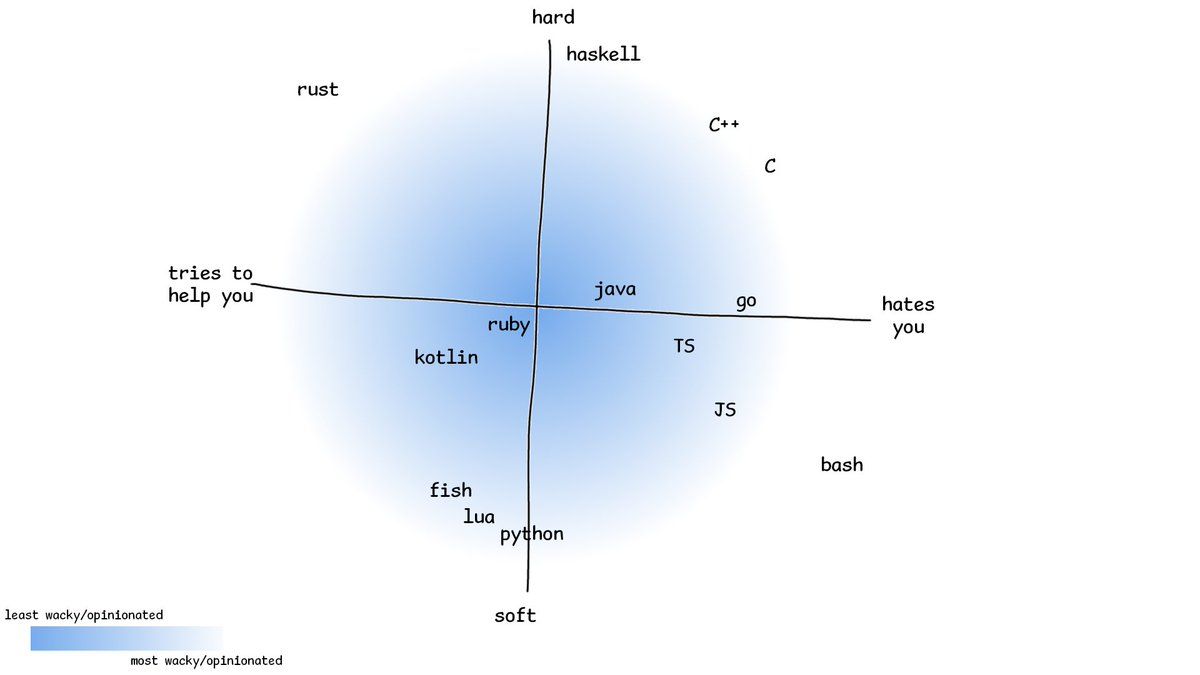 hard
haskell
rust
C++
C
tries to
help you
java
go
hates
you
ruby
TS
kotlin
JS
bash
fish
lua
python
soft
least wacky/opinionated
most wacky/opinionated